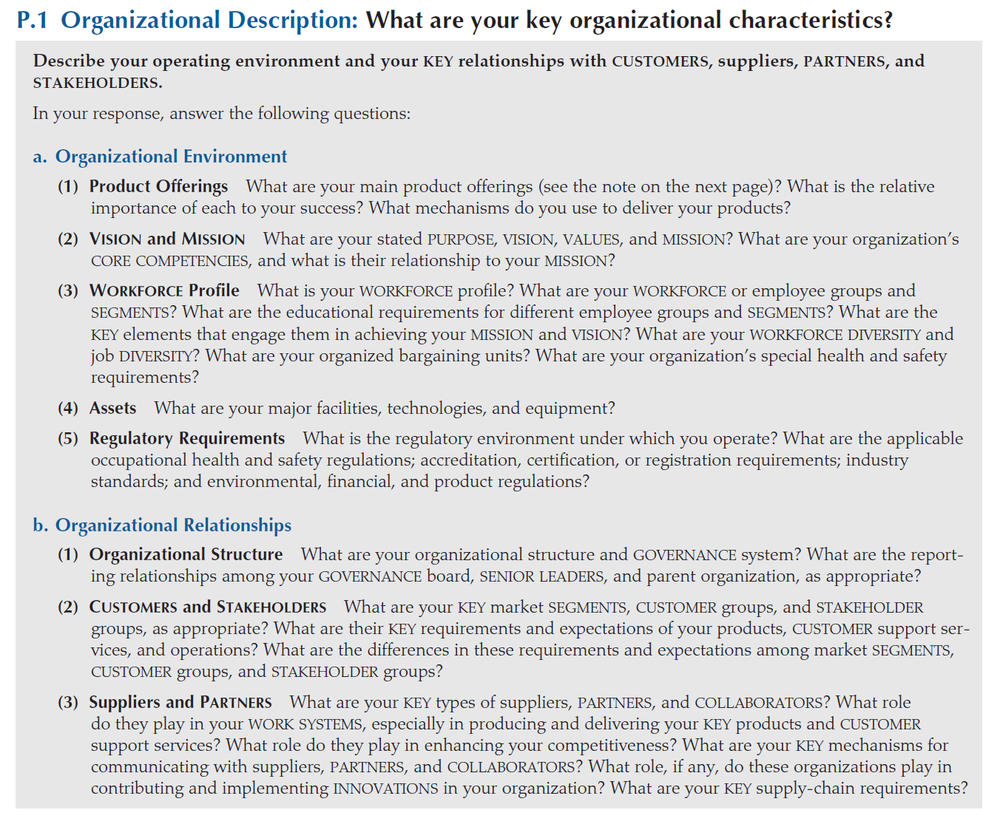 P.1 Organizational Description: What are your key organizational characteristics?
Describe your operating environment and your KEY relationships with CUSTOMERS, suppliers, PARTNERS, and
STAKEHOLDERS.
In your response, answer the following questions:
a. Organizational Environment
(1) Product Offerings What are your main product offerings (see the note on the next page)? What is the relative
importance of each to your success? What mechanisms do you use to deliver your products?
(2) VISION and MISSION What are your stated PURPOSE, VISION, VALUES, and MISSION? What are your organization's
CORE COMPETENCIES, and what is their relationship to your MISSION?
(3) WORKFORCE Profile What is your WORKFORCE profile? What are your WORKFORCE or employee groups and
SEGMENTS? What are the educational requirements for different employee groups and SEGMENTS? What are the
KEY elements that engage them in achieving your MISSION and VISION? What are your WORKFORCE DIVERSITY and
job DIVERSITY? What are your organized bargaining units? What are your organization's special health and safety
requirements?
(4) Assets What are your major facilities, technologies, and equipment?
(5) Regulatory Requirements What is the regulatory environment under which you operate? What are the applicable
occupational health and safety regulations; accreditation, certification, or registration requirements; industry
standards; and environmental, financial, and product regulations?
b. Organizational Relationships
(1) Organizational Structure What are your organizational structure and GOVERNANCE system? What are the report-
ing relationships among your GOVERNANCE board, SENIOR LEADERS, and parent organization, as appropriate?
(2) CUSTOMERS and STAKEHOLDERS What are your KEY market SEGMENTS, CUSTOMER groups, and STAKEHOLDER
groups, as appropriate? What are their KEY requirements and expectations of your products, CUSTOMER support ser-
vices, and operations? What are the differences in these requirements and expectations among market SEGMENTS,
CUSTOMER groups, and STAKEHOLDER groups?
(3) Suppliers and PARTNERS What are your KEY types of suppliers, PARTNERS, and COLLABORATORS? What role
do they play in your WORK SYSTEMS, especially in producing and delivering your KEY products and CUSTOMER
support services? What role do they play in enhancing your competitiveness? What are your KEY mechanisms for
communicating with suppliers, PARTNERS, and COLLABORATORS? What role, if any, do these organizations play in
contributing and implementing INNOVATIONS in your organization? What are your KEY supply-chain requirements?